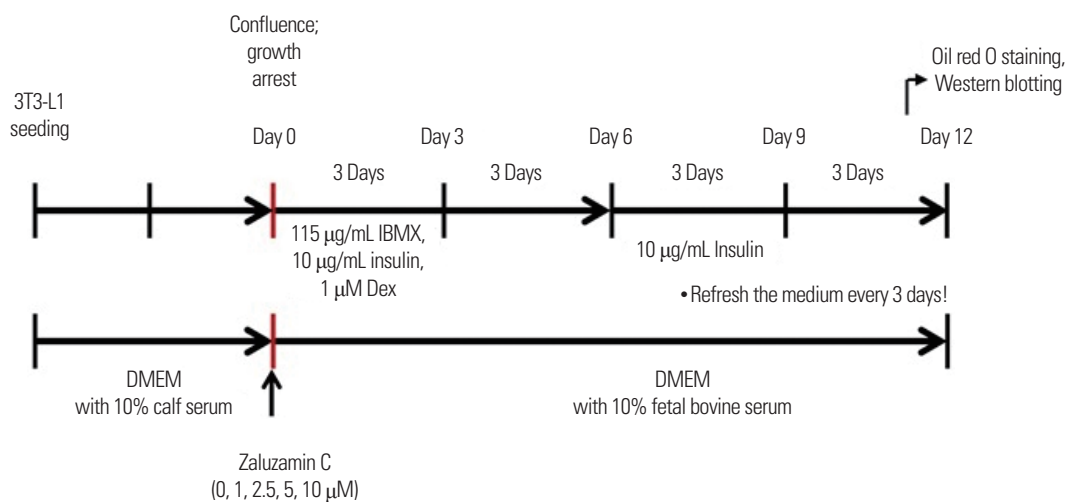 Confluence;
growth
arrest
Oil red O staining,
Western blotting
3T3-L1
seeding
Day 0
Day 3
Day 6
Day 9
Day 12
3 Days
3 Days
3 Days
3 Days
115 μg/mL IBMX,
10 μg/mL insulin,
1 μM Dex
10 μg/mL Insulin
•Refresh the medium every 3 days!
DMEM
with 10% calf serum
DMEM
with 10% fetal bovine serum
Zaluzamin C
(0, 1, 2.5, 5, 10 μM)